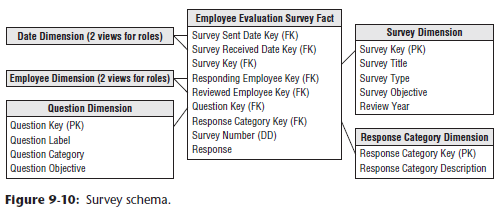 Date Dimension (2 views for roles)
Employee Dimension (2 views for roles)
Question Dimension
Question Key (PK)
Question Label
Question Category
Question Objective
Employee Evaluation Survey Fact
Survey Sent Date Key (FK)
Survey Received Date Key (FK)
Survey Key (FK)
Responding Employee Key (FK)
Reviewed Employee Key (FK)
Question Key (FK)
Response Category Key (FK)
Survey Number (DD)
Response
Survey Dimension
Survey Key (PK)
Survey Title
Survey Type
Survey Objective
Review Year
Response Category Dimension
Response Category Key (PK)
Response Category Description
Figure 9-10: Survey schema.